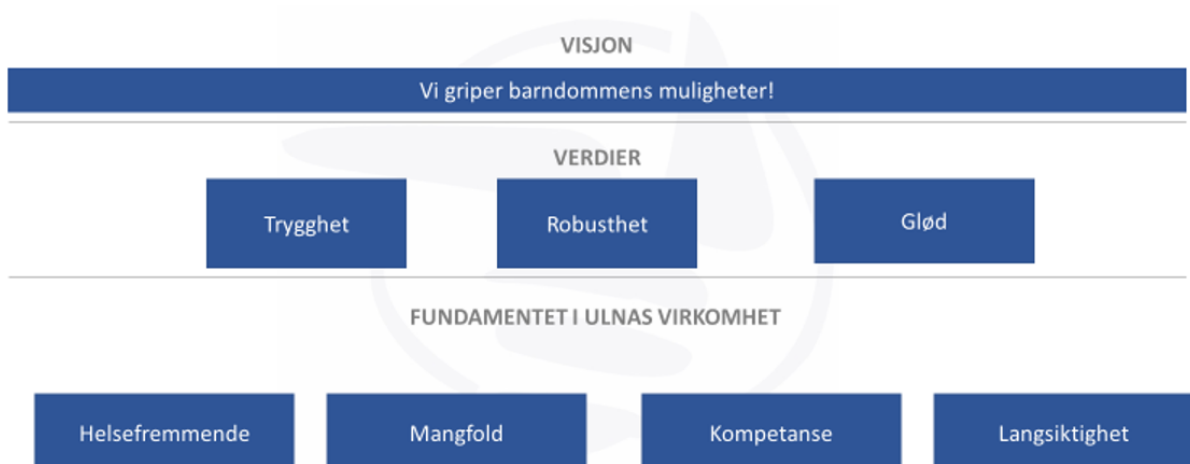 VISJON
Vi griper barndommens muligheter!
VERDIER
Trygghet
Robusthet
Glød
FUNDAMENTET I ULNAS VIRKOMHET
Helsefremmende
Mangfold
Kompetanse
Langsiktighet